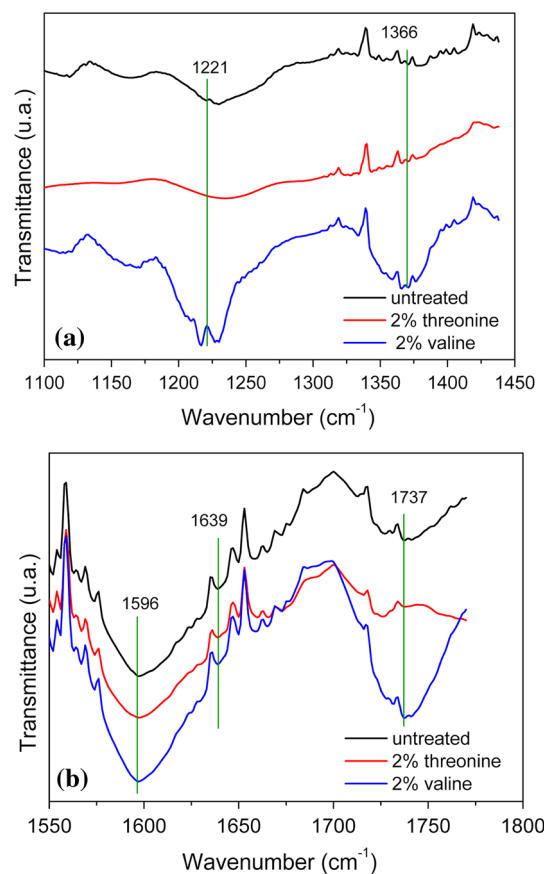 1221
1366
Transmittance (u.a.)
untreated
2% threonine
2% valine
(a)
1100 1150 1200 1250 1300 1350 1400 1450
Wavenumber (cm⁻¹)
1737
1639
1596
Transmittance (u.a.)
untreated
2% threonine
2% valine
(b)
1550 1600 1650 1700 1750 1800
Wavenumber (cm⁻¹)